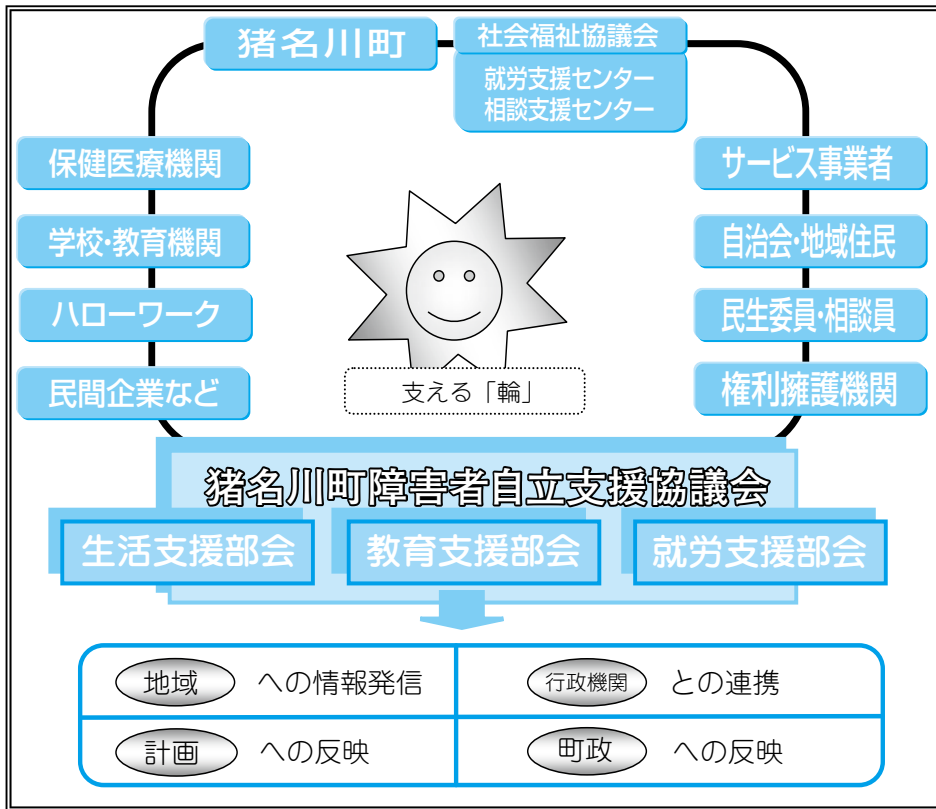 猪名川町
社会福祉協議会
就労支援センター
相談支援センター
保健医療機関
学校・教育機関
ハローワーク
民間企業など
サービス事業者
自治会・地域住民
民生委員・相談員
権利擁護機関
支える「輪」
猪名川町障害者自立支援協議会
生活支援部会
教育支援部会
就労支援部会
地域 への情報発信
行政機関 との連携
計画 への反映
町政 への反映